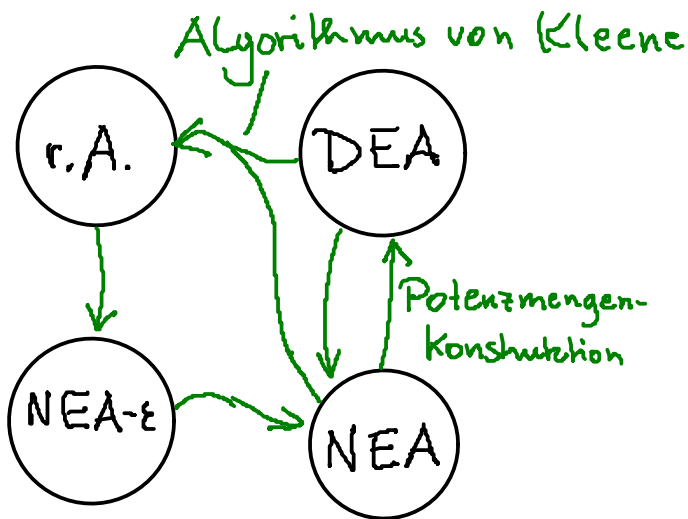 Algorithmus von Kleene
r.A.
DEA
Potenzmengen-
Konstruktion
NEA-ε
NEA